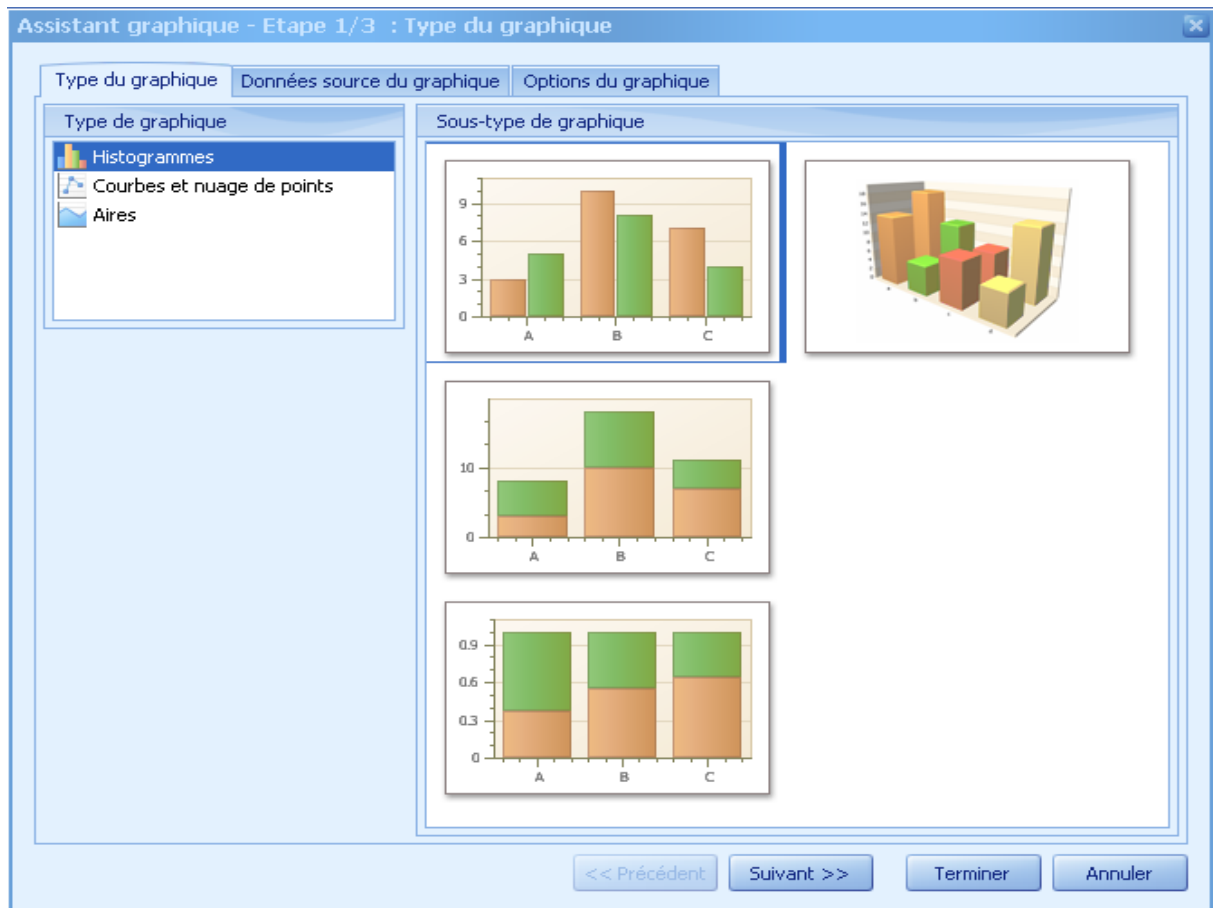 Assistant graphique - Etape 1/3 : Type du graphique
Type du graphique
Données source du graphique
Options du graphique
Type de graphique
Histogrammes
Courbes et nuage de points
Aires
Sous-type de graphique
9
6
3
0
A B C
10
0
A B C
0.9
0.6
0.3
0
A B C
<< Précédent
Suivant >>
Terminer
Annuler